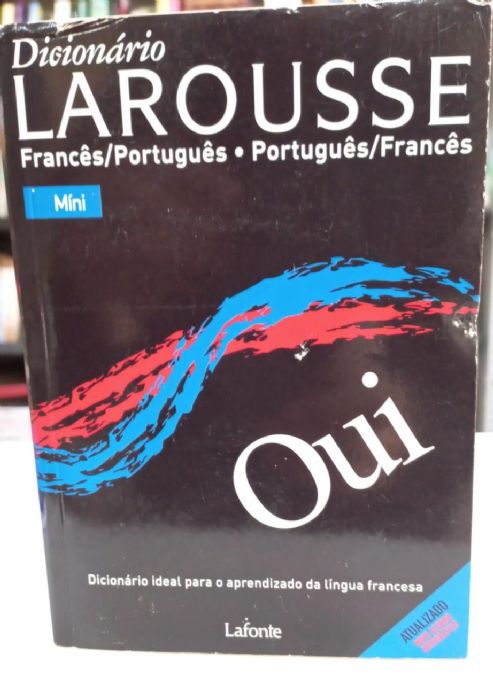 Dicionário
LAROUSSE
Francês/Português • Português/Francês
Míni
Oui
Dicionário ideal para o aprendizado da língua francesa
ATUALIZADO
Lafonte